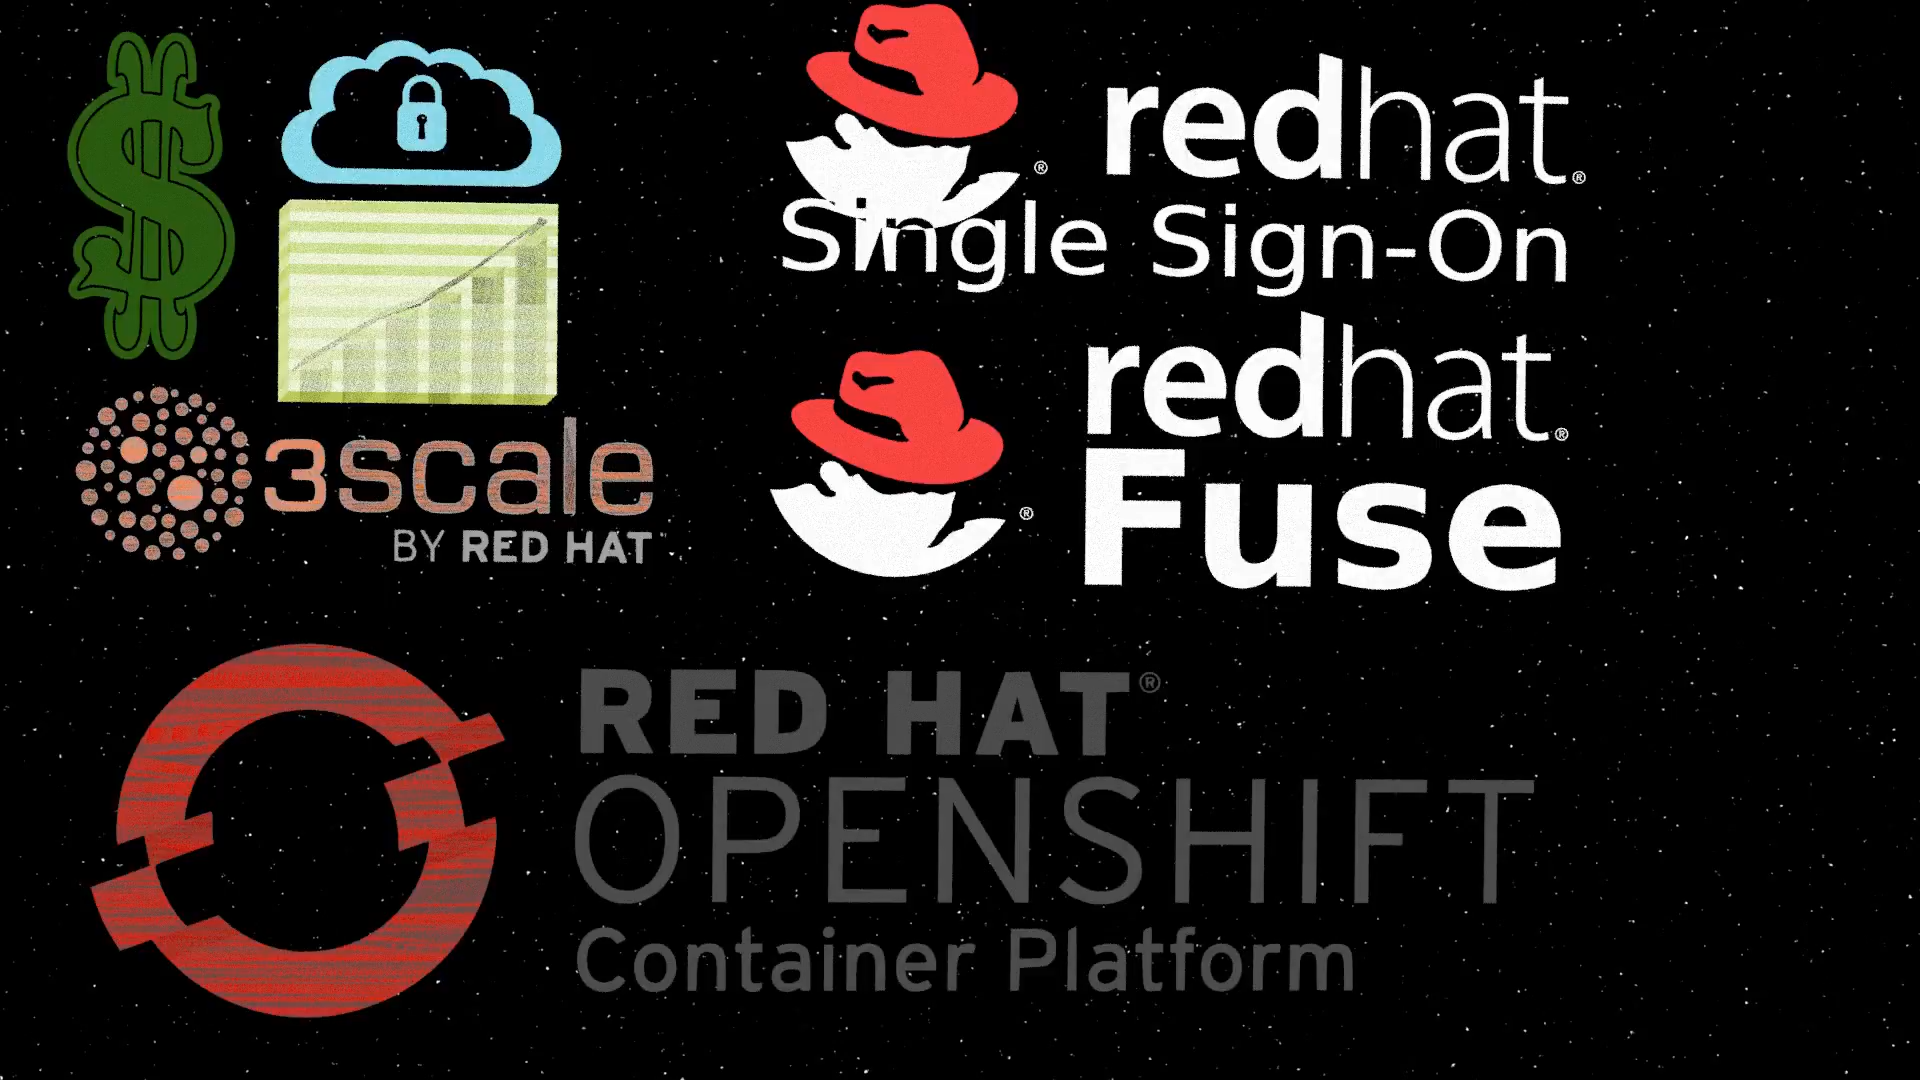 redhat®
Single Sign-On
®
redhat®
Fuse
®
3scale
BY RED HAT
RED HAT®
OPENSHIFT
Container Platform